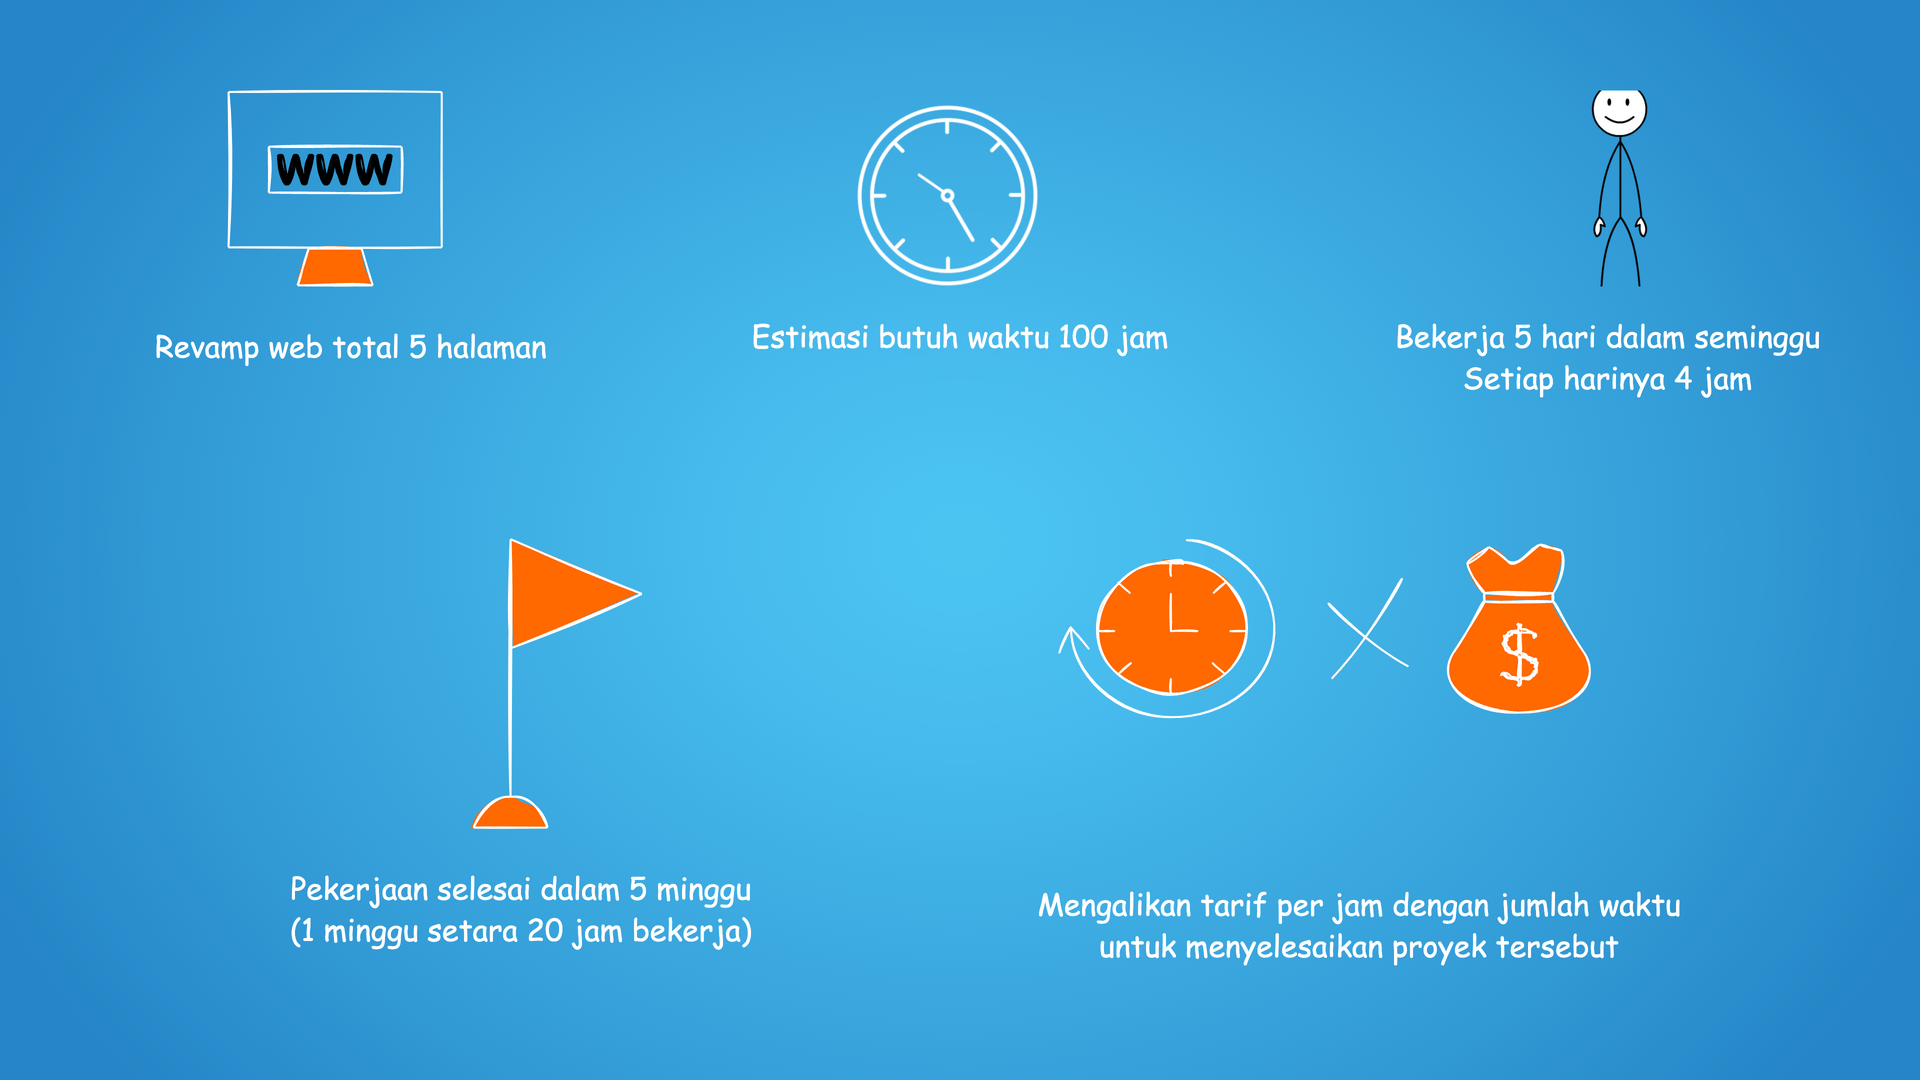 WWW
Revamp web total 5 halaman
Estimasi butuh waktu 100 jam
Bekerja 5 hari dalam seminggu
Setiap harinya 4 jam
Pekerjaan selesai dalam 5 minggu
(1 minggu setara 20 jam bekerja)
$
Mengalikan tarif per jam dengan jumlah waktu
untuk menyelesaikan proyek tersebut